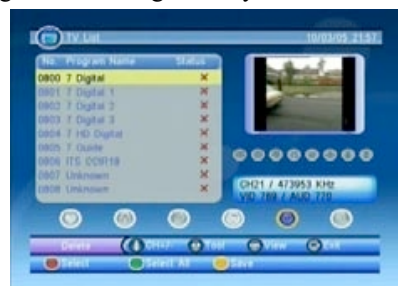 TV List 10/03/05 21:57
No. Program Name Status
0800 7 Digital
0801 7 Digital 1
0802 7 Digital 2
0803 7 Digital 3
0804 7 HD Digital
0805 7 Guide
0806 ITS
0807 Unknown
0808 Unknown
CH21 / 473953 KHz
VID 769 / AUD 770
Delete CH+/- Tool View Exit
Select Select All Save